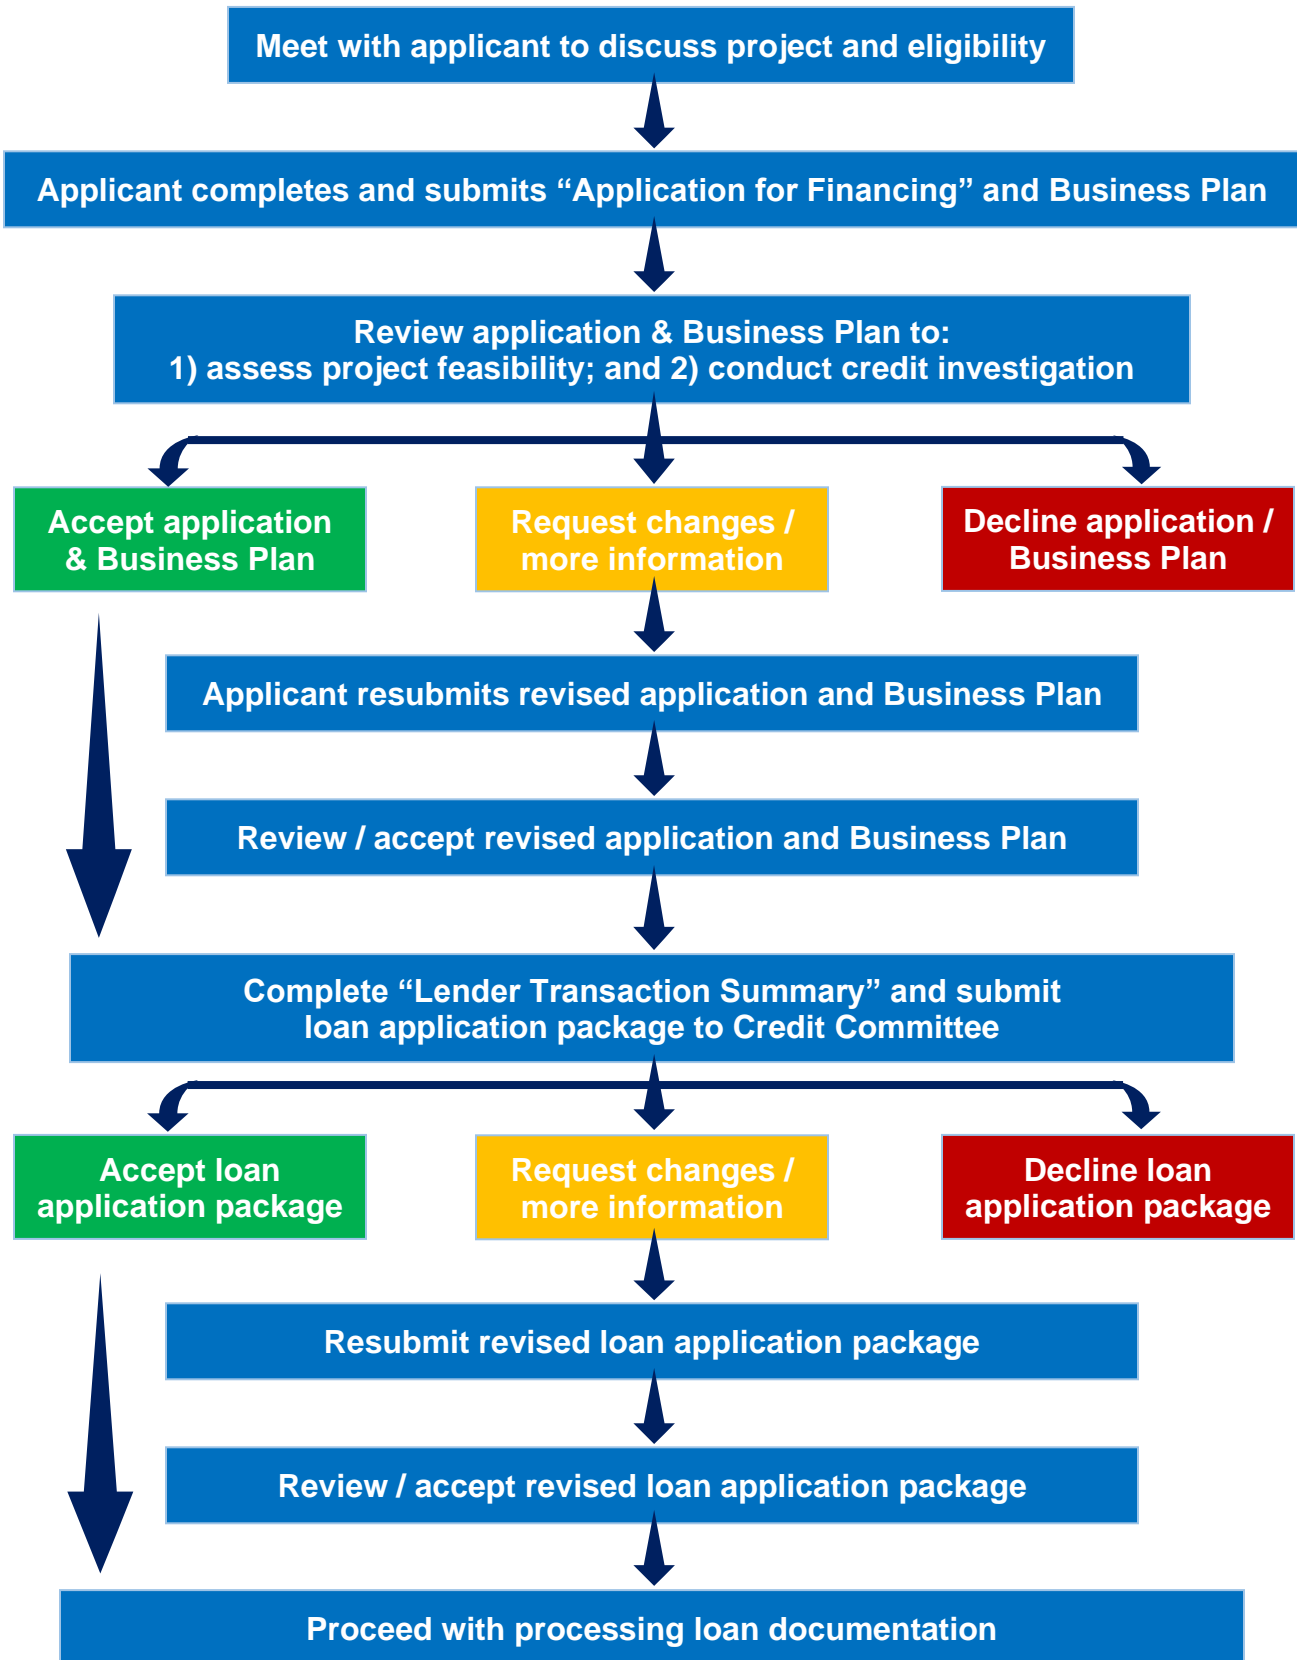 Meet with applicant to discuss project and eligibility
Applicant completes and submits “Application for Financing” and Business Plan
Review application & Business Plan to:
1) assess project feasibility; and 2) conduct credit investigation
Accept application
& Business Plan
Request changes /
more information
Decline application /
Business Plan
Applicant resubmits revised application and Business Plan
Review / accept revised application and Business Plan
Complete “Lender Transaction Summary” and submit
loan application package to Credit Committee
Accept loan
application package
Request changes /
more information
Decline loan
application package
Resubmit revised loan application package
Review / accept revised loan application package
Proceed with processing loan documentation